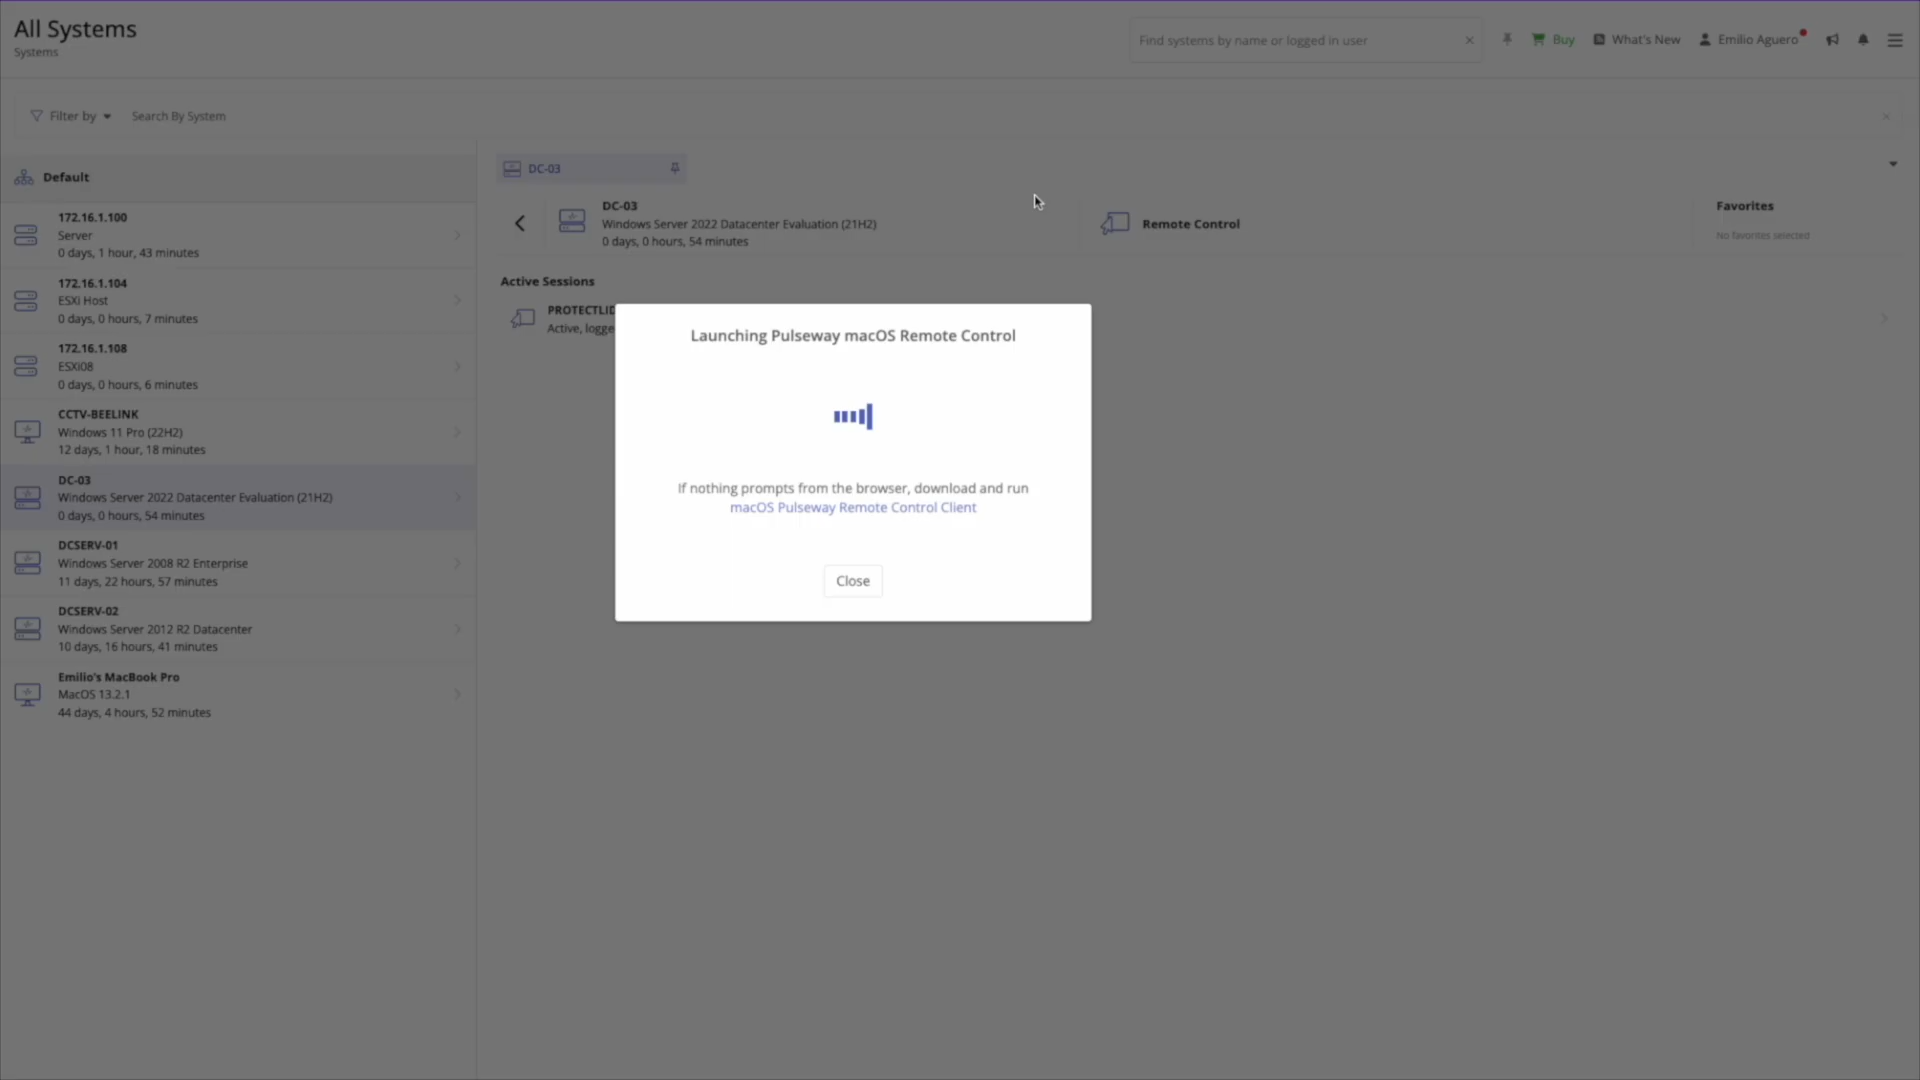 All Systems
Systems
Find systems by name or logged in user
Buy
What's New
Emilio Aguero
Filter by
Search By System
Default
172.16.1.100
Server
0 days, 1 hour, 43 minutes
172.16.1.104
ESXi Host
0 days, 0 hours, 7 minutes
172.16.1.108
ESXi08
0 days, 0 hours, 6 minutes
CCTV-BEELINK
Windows 11 Pro (22H2)
12 days, 1 hour, 18 minutes
DC-03
Windows Server 2022 Datacenter Evaluation (21H2)
0 days, 0 hours, 54 minutes
DCSERV-01
Windows Server 2008 R2 Enterprise
11 days, 22 hours, 57 minutes
DCSERV-02
Windows Server 2012 R2 Datacenter
10 days, 16 hours, 41 minutes
Emilio's MacBook Pro
MacOS 13.2.1
44 days, 4 hours, 52 minutes
DC-03
DC-03
Windows Server 2022 Datacenter Evaluation (21H2)
0 days, 0 hours, 54 minutes
Remote Control
Favorites
No favorites selected
Active Sessions
PROTECTLID
Active, logge
Launching Pulseway macOS Remote Control
If nothing prompts from the browser, download and run
macOS Pulseway Remote Control Client
Close